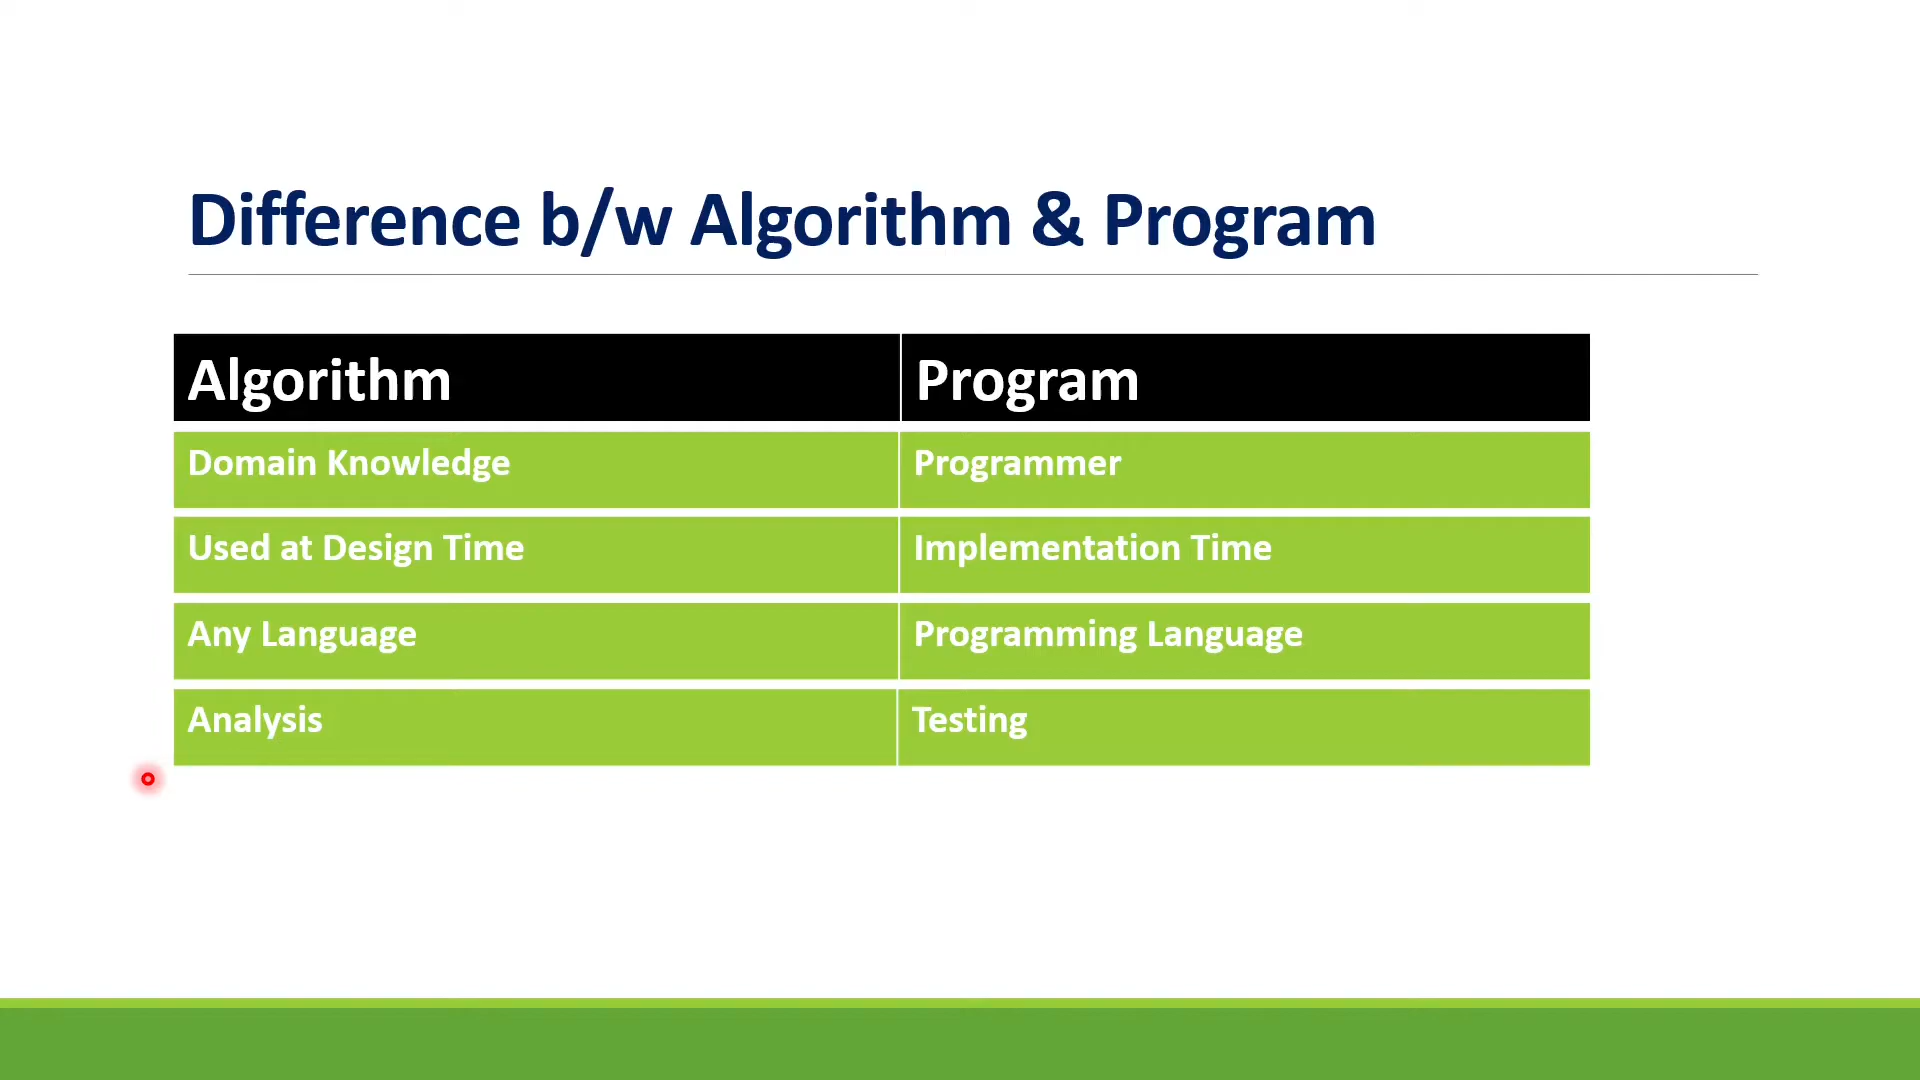 Difference b/w Algorithm & Program
Algorithm Program
Domain Knowledge Programmer
Used at Design Time Implementation Time
Any Language Programming Language
Analysis Testing